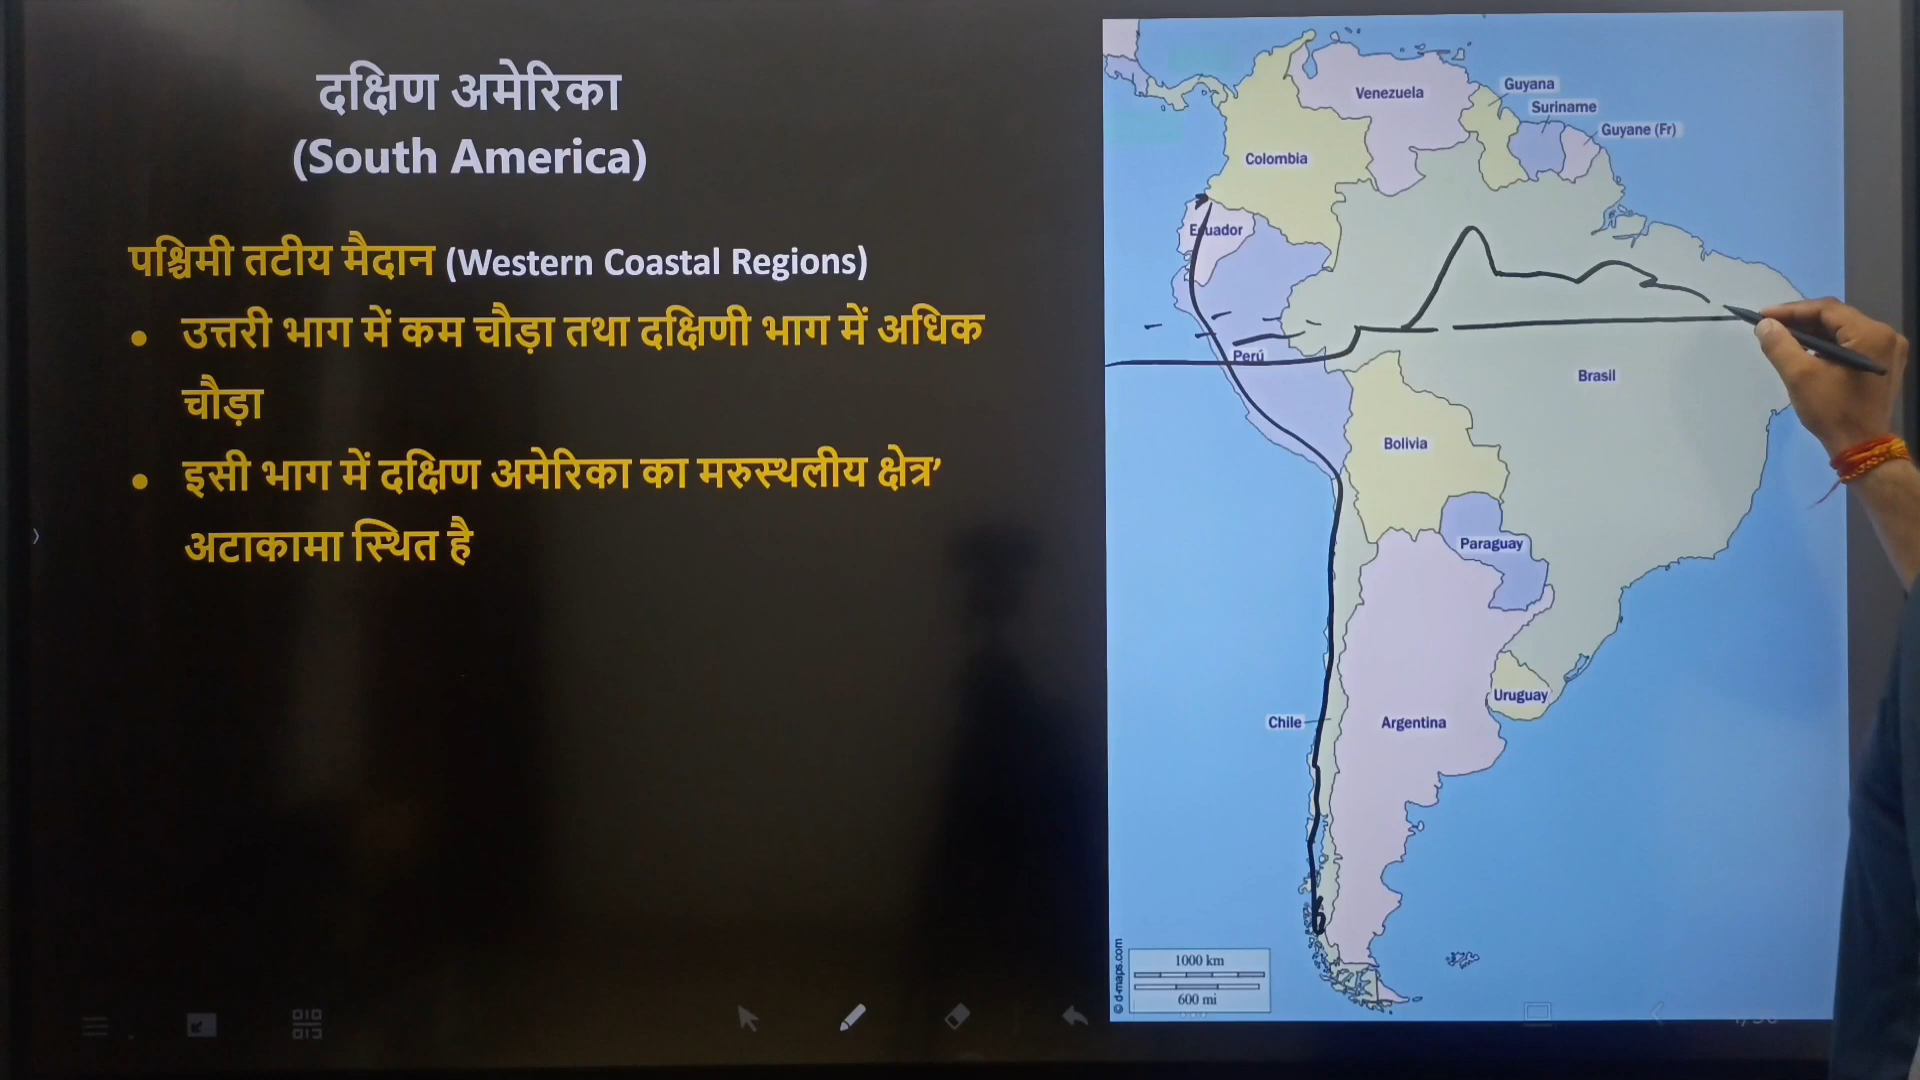 दक्षिण अमेरिका
(South America)
पश्चिमी तटीय मैदान (Western Coastal Regions)
• उत्तरी भाग में कम चौड़ा तथा दक्षिणी भाग में अधिक
चौड़ा
• इसी भाग में दक्षिण अमेरिका का मरुस्थलीय क्षेत्र’
अटाकामा स्थित है
Venezuela
Guyana
Suriname
Guyane (Fr)
Colombia
Ecuador
Perú
Brasil
Bolivia
Paraguay
Uruguay
Chile
Argentina
1000 km
600 mi
© d-maps.com